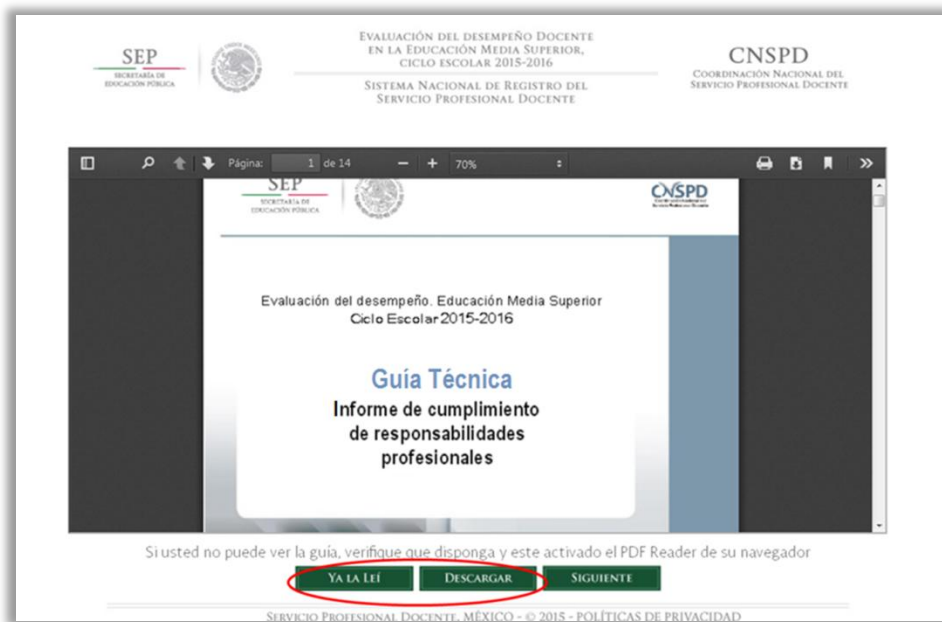 SEP
SECRETARÍA DE
EDUCACIÓN PÚBLICA
EVALUACIÓN DEL DESEMPEÑO DOCENTE
EN LA EDUCACIÓN MEDIA SUPERIOR,
CICLO ESCOLAR 2015-2016
SISTEMA NACIONAL DE REGISTRO DEL
SERVICIO PROFESIONAL DOCENTE
CNSPD
COORDINACIÓN NACIONAL DEL
SERVICIO PROFESIONAL DOCENTE
Página: 1 de 14 70%
SEP
SECRETARÍA DE
EDUCACIÓN PÚBLICA
CNSPD
Evaluación del desempeño. Educación Media Superior
Ciclo Escolar 2015-2016
Guía Técnica
Informe de cumplimiento
de responsabilidades
profesionales
Si usted no puede ver la guía, verifique que disponga y este activado el PDF Reader de su navegador
YA LA LEÍ DESCARGAR SIGUIENTE
SERVICIO PROFESIONAL DOCENTE, MÉXICO - © 2015 - POLÍTICAS DE PRIVACIDAD